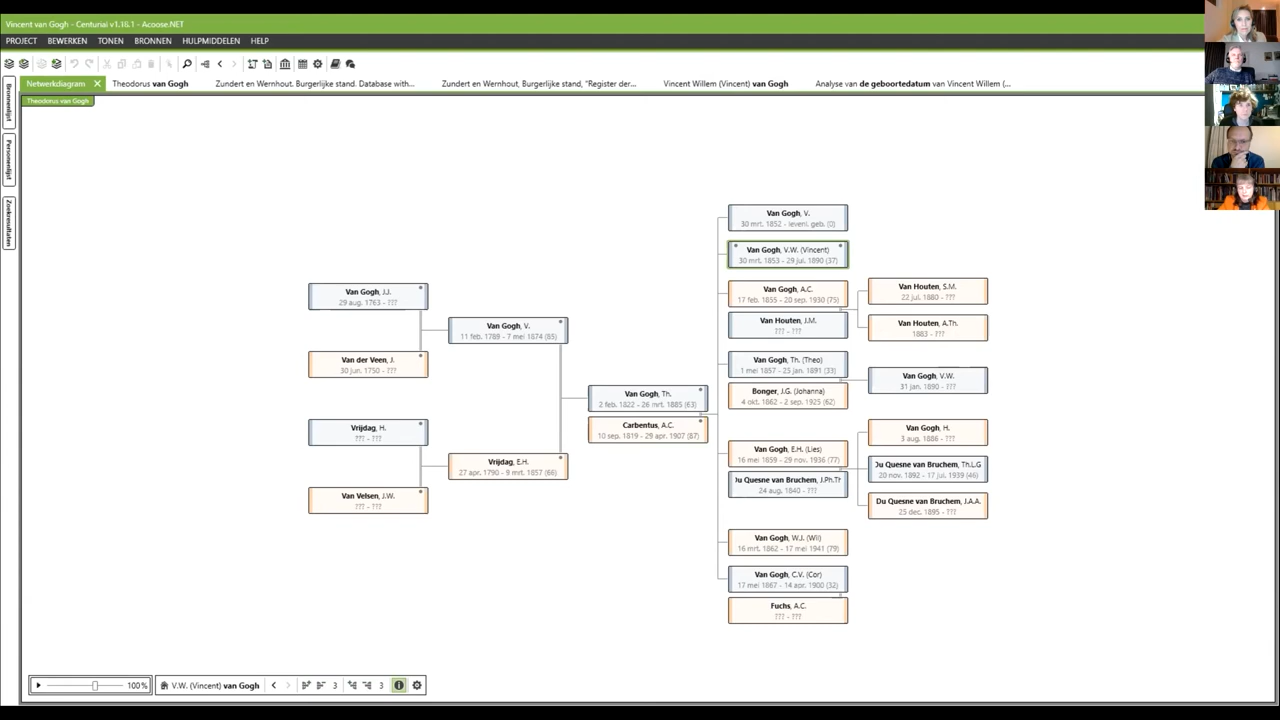 Vincent van Gogh - Centurial v1.18.1 - Acoose.NET
PROJECT BEWERKEN TONEN BRONNEN HULPMIDDELEN HELP
Netwerkdiagram Theodorus van Gogh Zundert en Wernhout. Burgerlijke stand. Database with... Zundert en Wernhout, Burgerlijke stand, "Register der... Vincent Willem (Vincent) van Gogh Analyse van de geboortedatum van Vincent Willem (...
Theodorus van Gogh
Bronnenlijst
Personenlijst
Zoekresultaten
Van Gogh, J.J.
29 aug. 1763 - ???
Van der Veen, J.
30 jun. 1750 - ???
Vrijdag, H.
??? - ???
Van Velsen, J.W.
??? - ???
Van Gogh, V.
11 feb. 1789 - 7 mei 1874 (85)
Vrijdag, E.H.
27 apr. 1790 - 9 mrt. 1857 (66)
Van Gogh, Th.
2 feb. 1822 - 26 mrt. 1885 (63)
Carbentus, A.C.
10 sep. 1819 - 29 apr. 1907 (87)
Van Gogh, V.
30 mrt. 1852 - levenl. geb. (0)
Van Gogh, V.W. (Vincent)
30 mrt. 1853 - 29 jul. 1890 (37)
Van Gogh, A.C.
17 feb. 1855 - 20 sep. 1930 (75)
Van Houten, J.M.
??? - ???
Van Gogh, Th. (Theo)
1 mei 1857 - 25 jan. 1891 (33)
Bonger, J.G. (Johanna)
4 okt. 1862 - 2 sep. 1925 (62)
Van Gogh, E.H. (Lies)
16 mei 1859 - 29 nov. 1936 (77)
Du Quesne van Bruchem, J.Ph.Th
24 aug. 1840 - ???
Van Gogh, W.J. (Wil)
16 mrt. 1862 - 17 mei 1941 (79)
Van Gogh, C.V. (Cor)
17 mei 1867 - 14 apr. 1900 (32)
Fuchs, A.C.
??? - ???
Van Houten, S.M.
22 jul. 1880 - ???
Van Houten, A.Th.
1883 - ???
Van Gogh, V.W.
31 jan. 1890 - ???
Van Gogh, H.
3 aug. 1886 - ???
Du Quesne van Bruchem, Th.L.G
20 nov. 1892 - 17 jul. 1939 (46)
Du Quesne van Bruchem, J.A.A.
25 dec. 1895 - ???
100% V.W. (Vincent) van Gogh 3 3